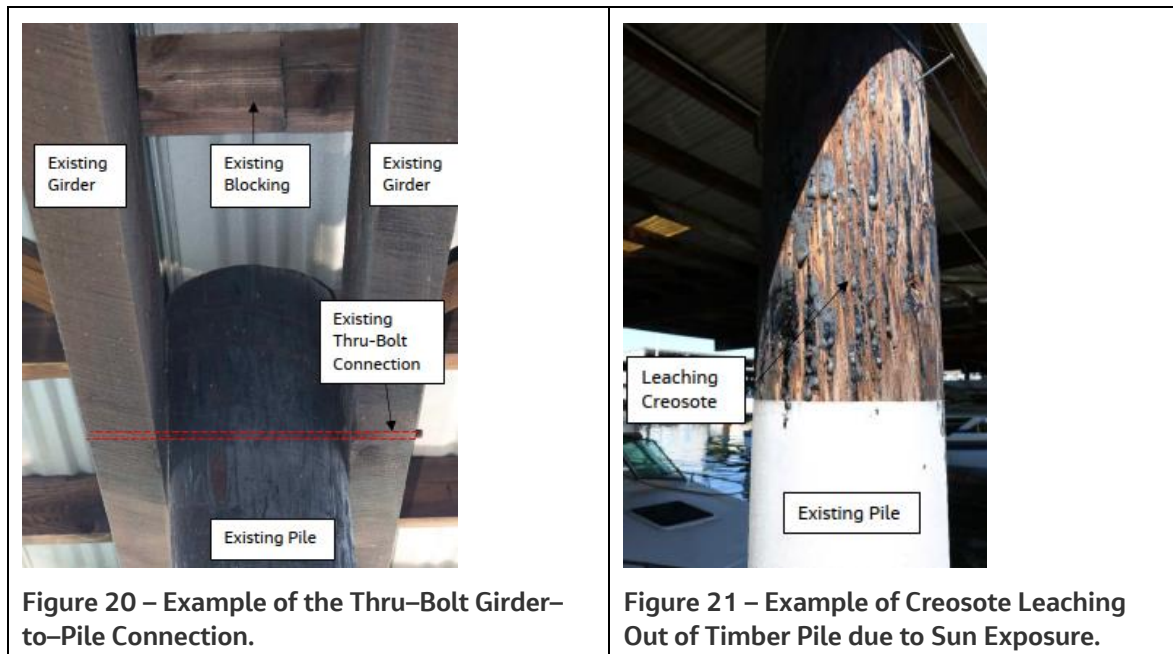 Existing
Girder
Existing
Blocking
Existing
Girder
Existing
Thru-Bolt
Connection
Existing Pile
Figure 20 – Example of the Thru–Bolt Girder–
to–Pile Connection.
Leaching
Creosote
Existing Pile
Figure 21 – Example of Creosote Leaching
Out of Timber Pile due to Sun Exposure.